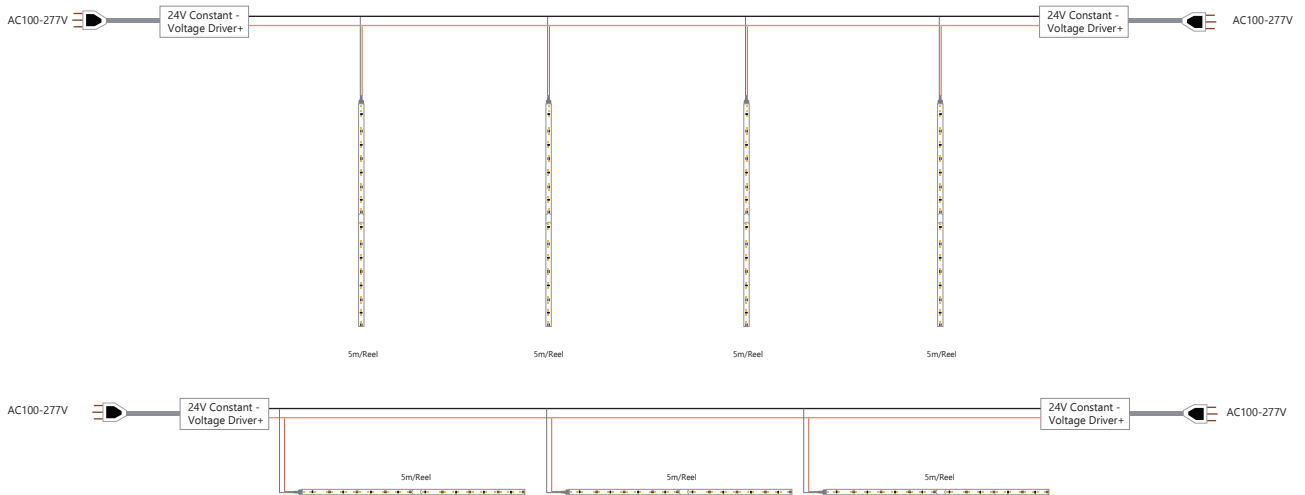 AC100-277V
24V Constant -
Voltage Driver+
24V Constant -
Voltage Driver+
AC100-277V
5m/Reel
5m/Reel
5m/Reel
5m/Reel
AC100-277V
24V Constant -
Voltage Driver+
24V Constant -
Voltage Driver+
AC100-277V
5m/Reel
5m/Reel
5m/Reel